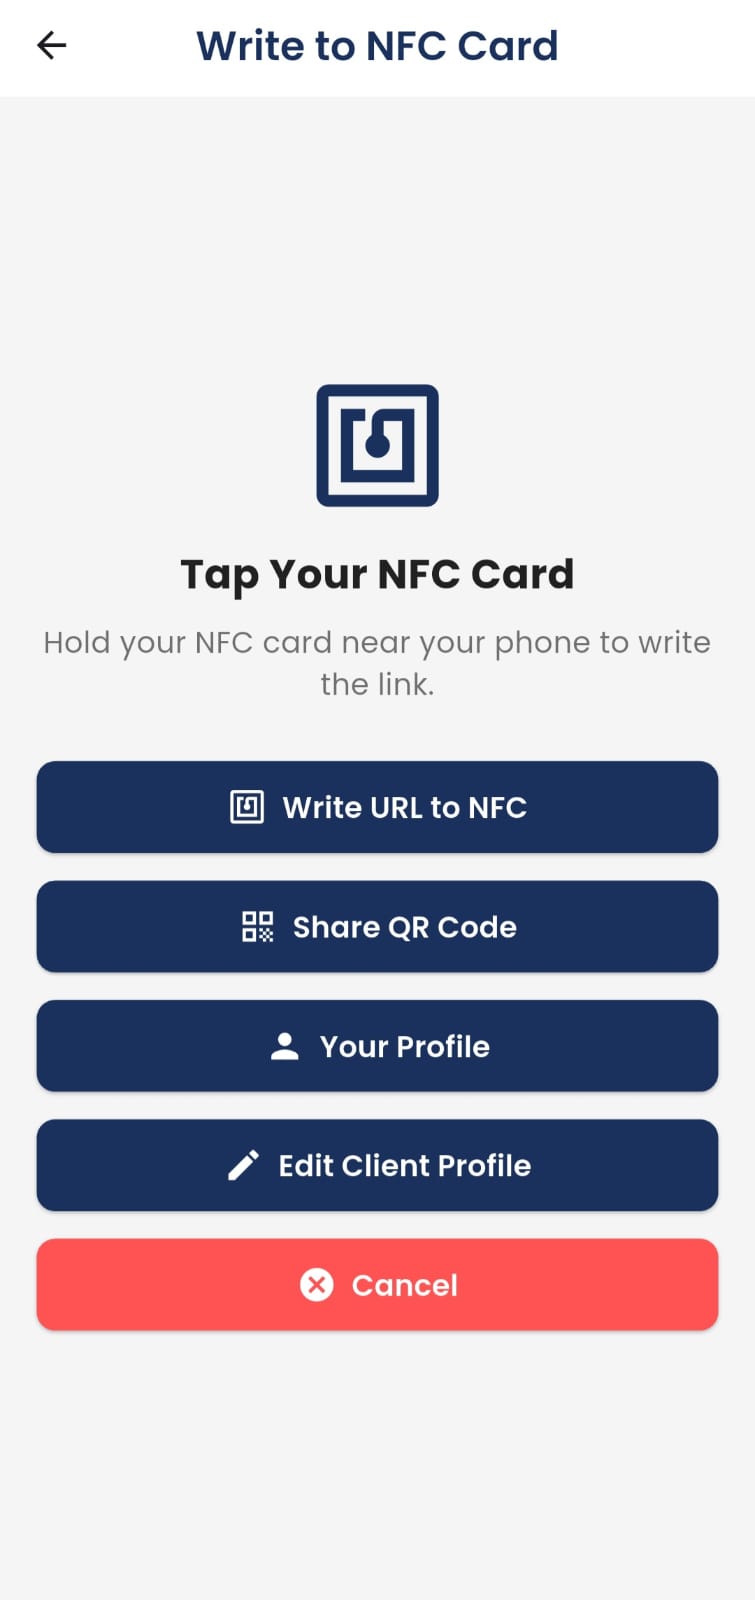 Write to NFC Card
Tap Your NFC Card
Hold your NFC card near your phone to write
the link.
Write URL to NFC
Share QR Code
Your Profile
Edit Client Profile
Cancel